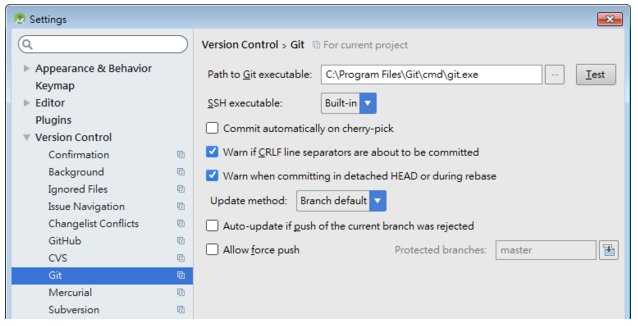 Settings
Appearance & Behavior
Keymap
Editor
Plugins
Version Control
Confirmation
Background
Ignored Files
Issue Navigation
Changelist Conflicts
GitHub
CVS
Git
Mercurial
Subversion
Version Control › Git For current project
Path to Git executable: C:\Program Files\Git\cmd\git.exe ... Test
SSH executable: Built-in
Commit automatically on cherry-pick
Warn if CRLF line separators are about to be committed
Warn when committing in detached HEAD or during rebase
Update method: Branch default
Auto-update if push of the current branch was rejected
Allow force push Protected branches: master